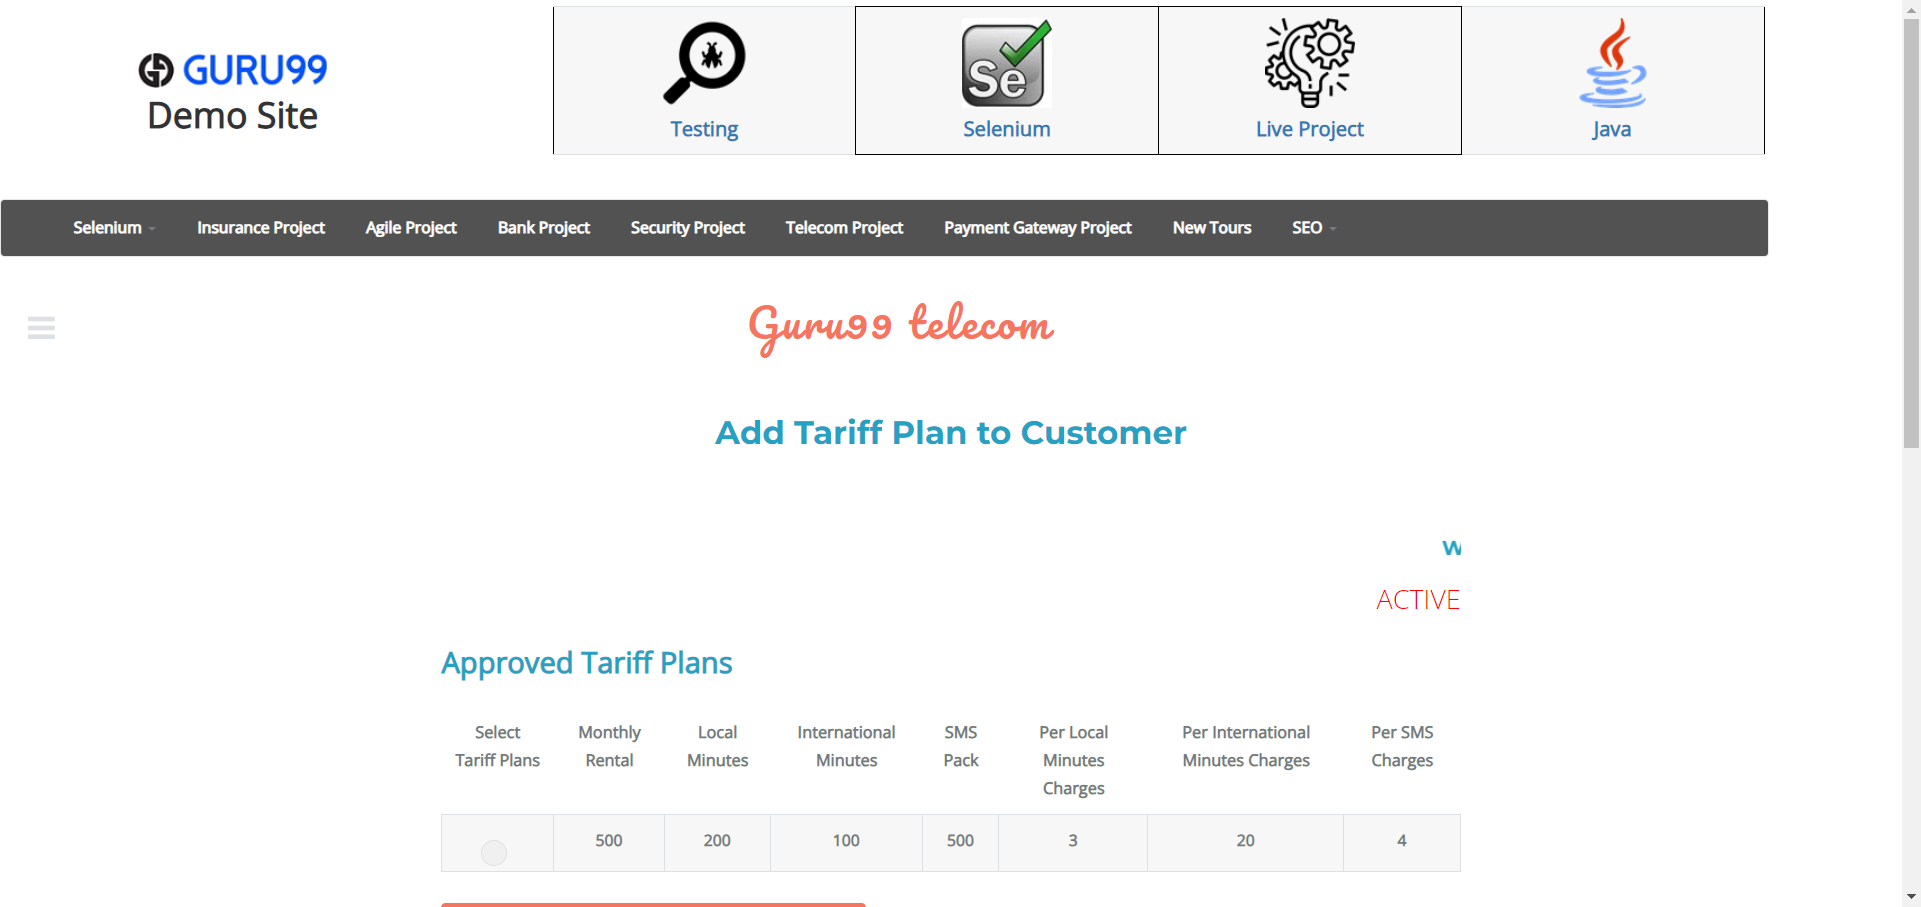 GURU99
Demo Site
Testing
Selenium
Live Project
Java
Selenium Insurance Project Agile Project Bank Project Security Project Telecom Project Payment Gateway Project New Tours SEO
Guru99 telecom
Add Tariff Plan to Customer
W
ACTIVE
Approved Tariff Plans
Select Tariff Plans
Monthly Rental
Local Minutes
International Minutes
SMS Pack
Per Local Minutes Charges
Per International Minutes Charges
Per SMS Charges
500 200 100 500 3 20 4